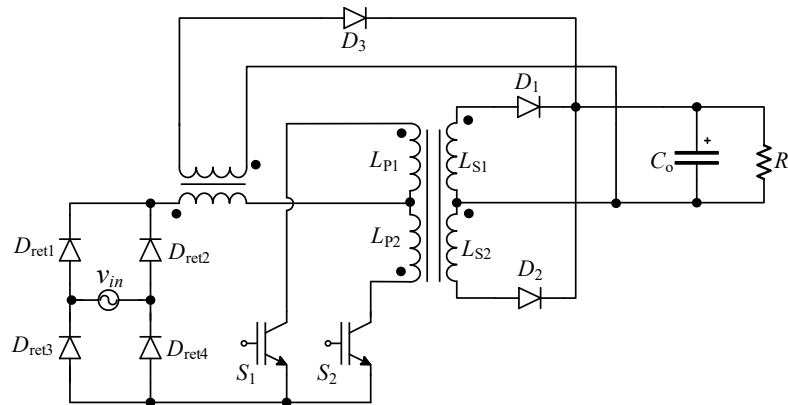 D3
D1
LP1
LS1
Co
+
R
LP2
LS2
Dret1
Dret2
vin
D2
Dret3
Dret4
S1
S2